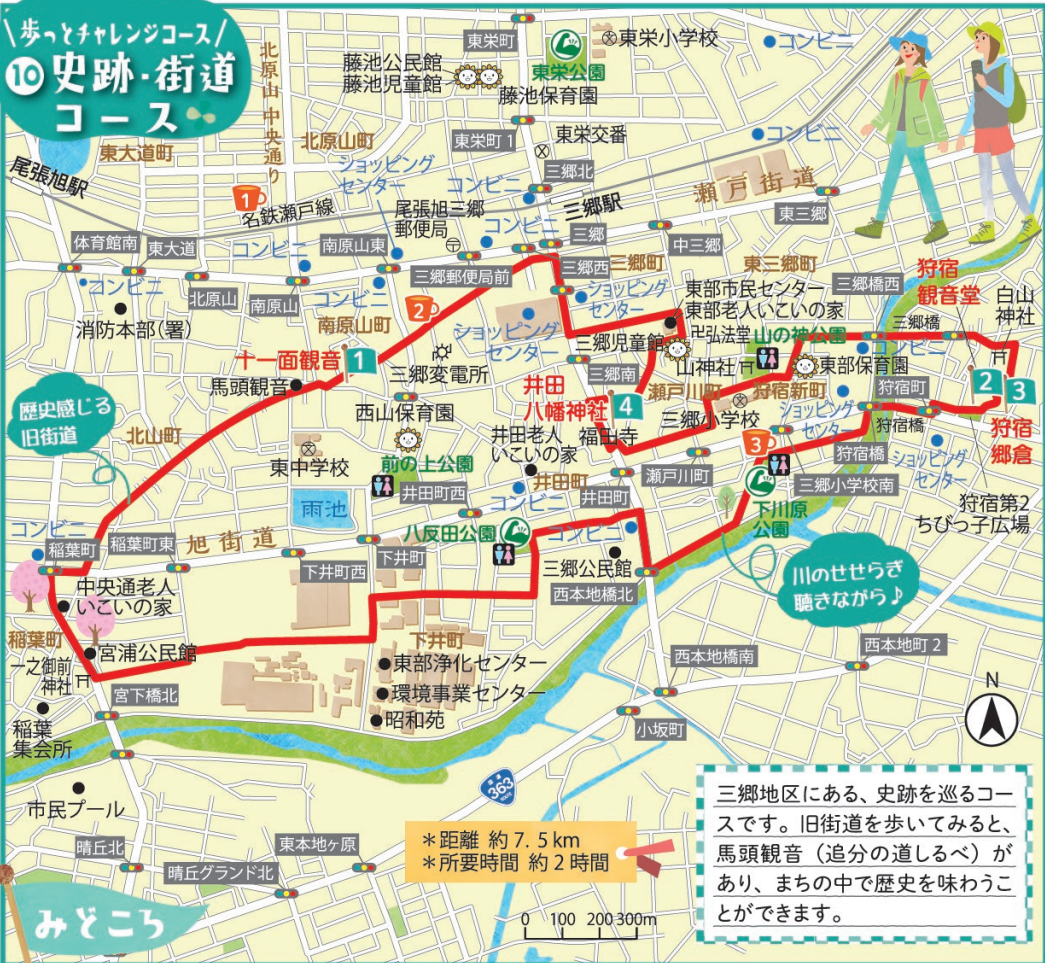 歩っとチャレンジコース
10 史跡・街道
コース
東栄町
東栄小学校
コンビニ
藤池公民館
藤池児童館
東栄公園
藤池保育園
北原山中央通り
東大道町
北原山町
東栄町1
東栄交番
コンビニ
尾張旭駅
ショッピング
センター
コンビニ
三郷北
瀬戸街道
1
名鉄瀬戸線
尾張旭三郷
郵便局
三郷駅
東三郷
体育館南
東大道
コンビニ
南原山東
コンビニ
三郷
中三郷
三郷郵便局前
三郷西
三郷町
東三郷町
狩宿
観音堂
コンビニ
北原山
南原山
コンビニ
2
ショッピング
センター
東部市民センター
東部老人いこいの家
三郷橋西
白山
神社
消防本部(署)
南原山町
ショッピング
センター
三郷児童館
卍弘法堂
山の神公園
三郷橋
十一面観音
1
三郷変電所
山神社
東部保育園
コンビニ
馬頭観音
三郷南
井田
八幡神社
4
瀬戸川町
狩宿新町
狩宿町
2
3
歴史感じる
旧街道
西山保育園
福田寺
三郷小学校
ショッピング
センター
狩宿橋
狩宿
郷倉
北山町
東中学校
井田老人
いこいの家
3
狩宿橋
ショッピング
センター
前の上公園
井田町
瀬戸川町
三郷小学校南
狩宿第2
ちびっ子広場
雨池
井田町西
コンビニ
井田町
下川原
公園
コンビニ
稲葉町
稲葉町東
旭街道
八反田公園
コンビニ
下井町西
下井町
三郷公民館
西本地橋北
川のせせらぎ
聴きながら♪
中央通老人
いこいの家
稲葉町
宮浦公民館
下井町
一之御前
神社
東部浄化センター
西本地橋南
西本地町2
宮下橋北
環境事業センター
昭和苑
稲葉
集会所
小坂町
N
国道
363
ROUTE
市民プール
晴丘北
東本地ヶ原
晴丘グランド北
*距離 約7.5km
*所要時間 約2時間
0 100 200 300m
三郷地区にある、史跡を巡るコー
スです。旧街道を歩いてみると、
馬頭観音（追分の道しるべ）が
あり、まちの中で歴史を味わうこ
とができます。
みどころ